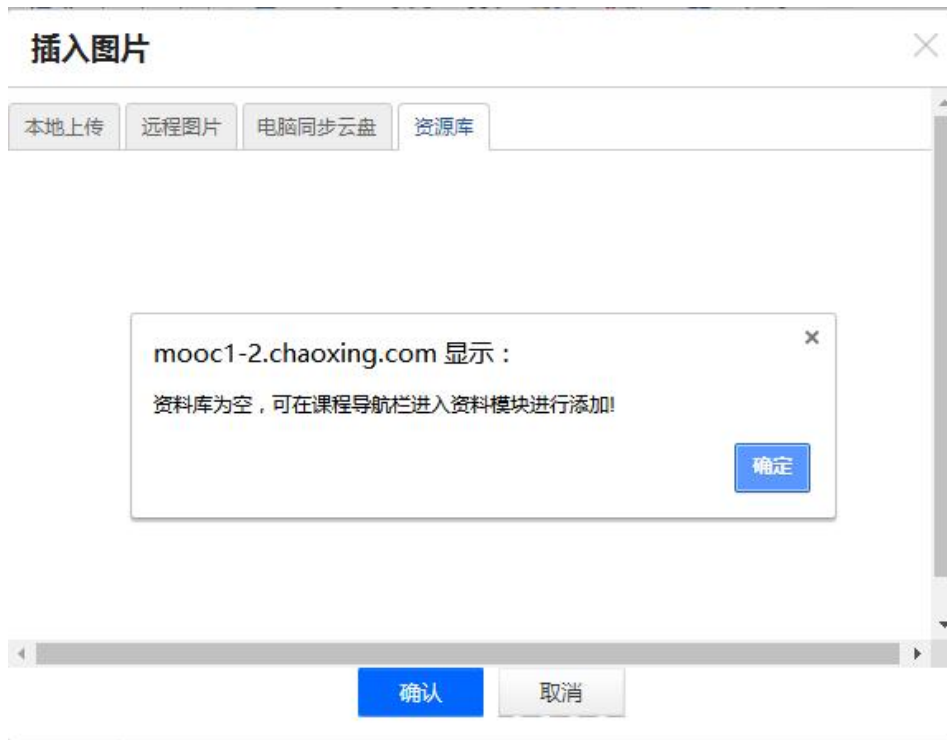 插入图片
本地上传 远程图片 电脑同步云盘 资源库
mooc1-2.chaoxing.com 显示：
资料库为空，可在课程导航栏进入资料模块进行添加!
确定
确认 取消